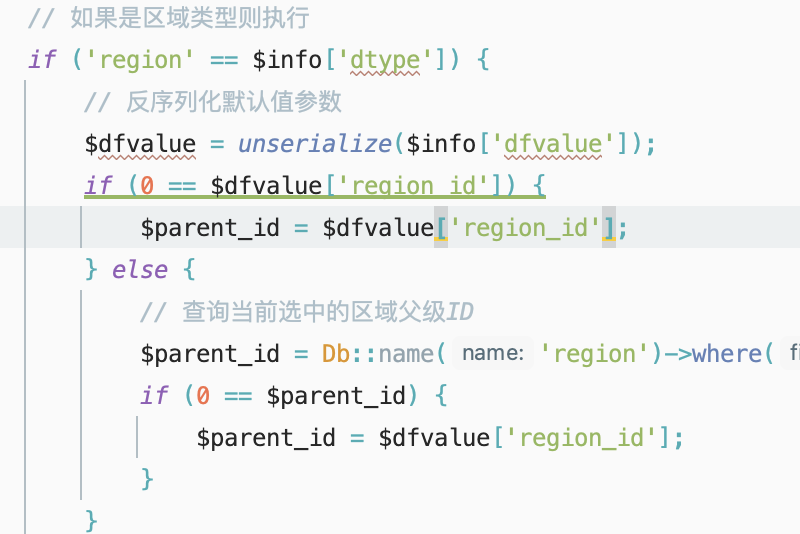 // 如果是区域类型则执行
if ('region' == $info['dtype']) {
// 反序列化默认值参数
$dfvalue = unserialize($info['dfvalue']);
if (0 == $dfvalue['region_id']) {
$parent_id = $dfvalue['region_id'];
} else {
// 查询当前选中的区域父级ID
$parent_id = Db::name( name: 'region')->where( fi
if (0 == $parent_id) {
$parent_id = $dfvalue['region_id'];
}
}